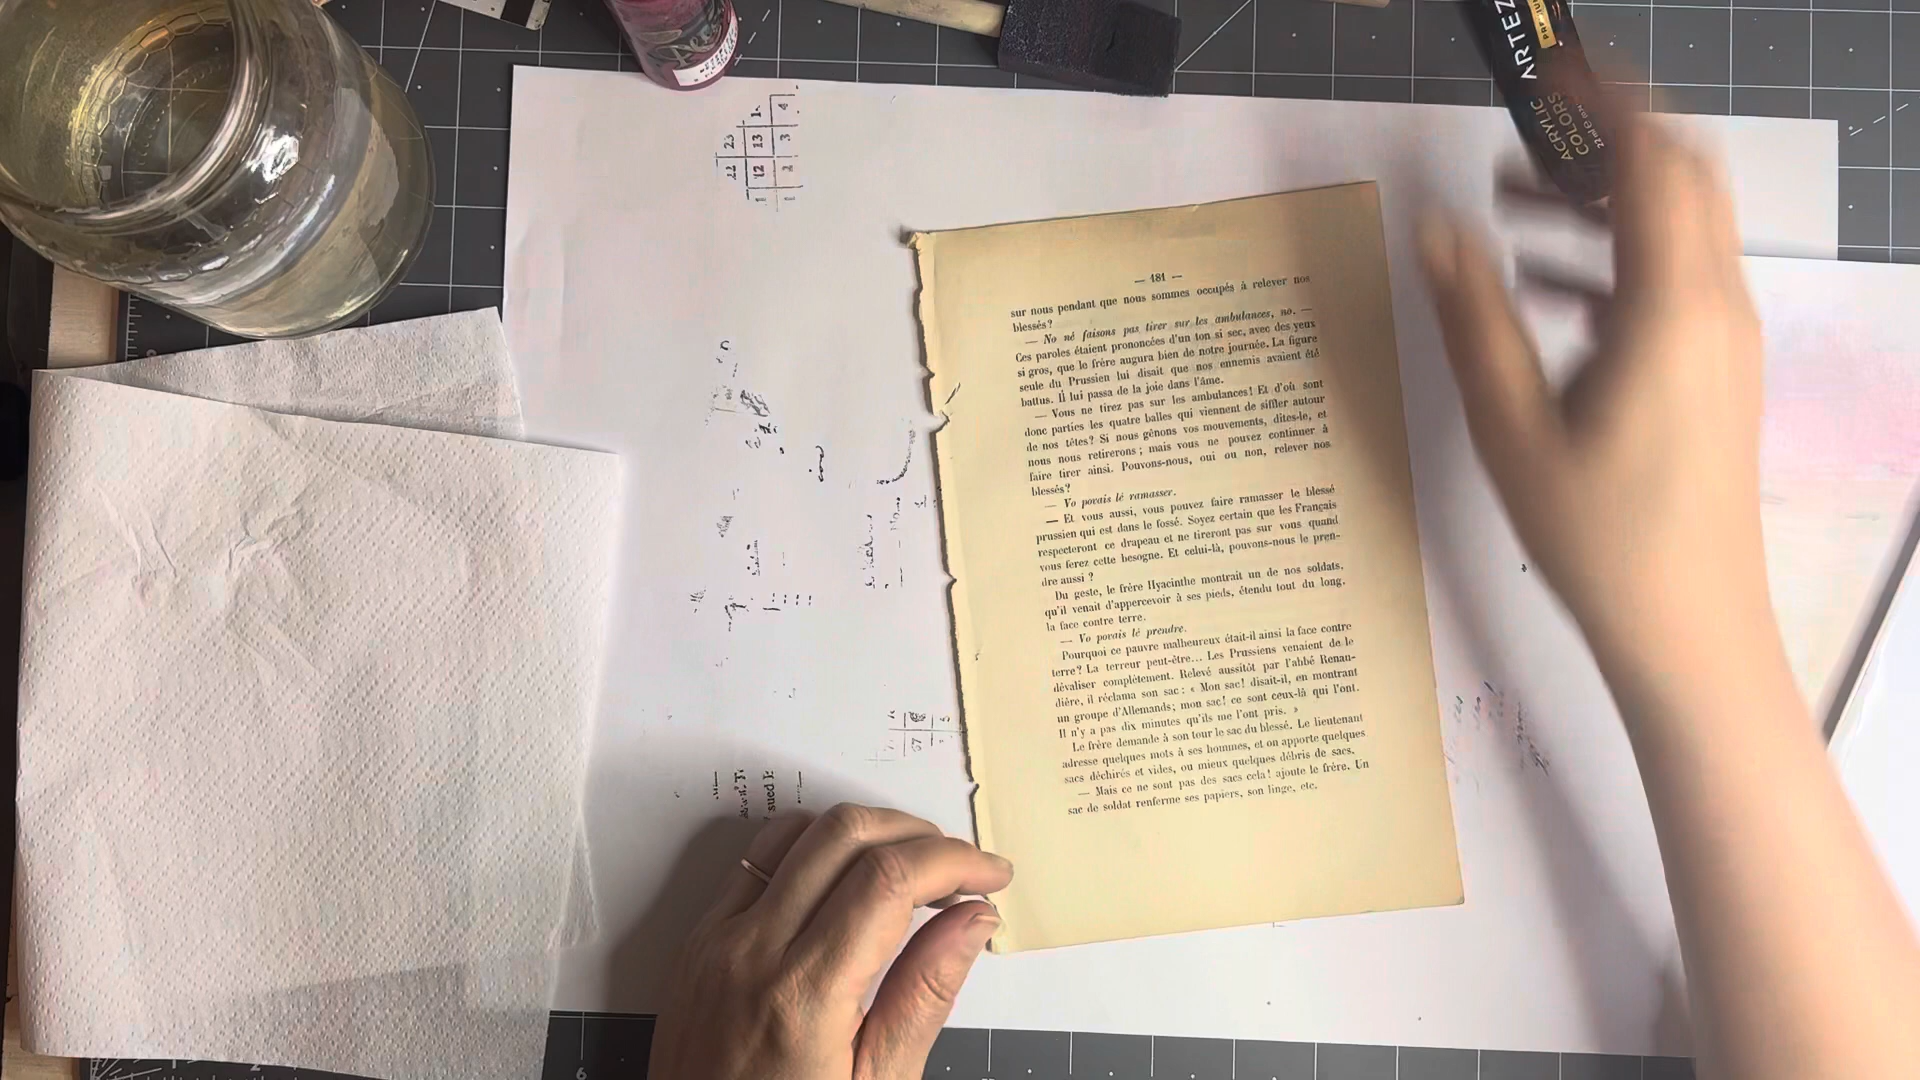 — 181 —
sur nous pendant que nous sommes occupés à relever nos
blessés?
— No né faisons pas tirer sur les ambulances, no. —
Ces paroles étaient prononcées d'un ton si sec, avec des yeux
si gros, que le frère augura bien de notre journée. La figure
seule du Prussien lui disait que nos ennemis avaient été
battus. Il lui passa de la joie dans l'âme.
— Vous ne tirez pas sur les ambulances! Et d'où sont
donc parties les quatre balles qui viennent de siffler autour
de nos têtes? Si nous gênons vos mouvements, dites-le, et
nous nous retirerons; mais vous ne pouvez continuer à
faire tirer ainsi. Pouvons-nous, oui ou non, relever nos
blessés?
— Vo povais lé ramasser.
— Et vous aussi, vous pouvez faire ramasser le blessé
prussien qui est dans le fossé. Soyez certain que les Français
respecteront ce drapeau et ne tireront pas sur vous quand
vous ferez cette besogne. Et celui-là, pouvons-nous le pren-
dre aussi ?
Du geste, le frère Hyacinthe montrait un de nos soldats,
qu'il venait d'appercevoir à ses pieds, étendu tout du long,
la face contre terre.
— Vo povais lé prendre.
Pourquoi ce pauvre malheureux était-il ainsi la face contre
terre? La terreur peut-être... Les Prussiens venaient de le
dévaliser complétement. Relevé aussitôt par l'abbé Renau-
dière, il réclama son sac: « Mon sac! disait-il, en montrant
un groupe d'Allemands; mon sac! ce sont ceux-là qui l'ont.
Il n'y a pas dix minutes qu'ils me l'ont pris. »
Le frère demande à son tour le sac du blessé. Le lieutenant
adresse quelques mots à ses hommes, et on apporte quelques
sacs déchirés et vides, ou mieux quelques débris de sacs.
— Mais ce ne sont pas des sacs cela! ajoute le frère. Un
sac de soldat renferme ses papiers, son linge, etc.
ARTEZ
ACRYLIC
COLORS
22 23
12 13
2 3 4
sued
67
6